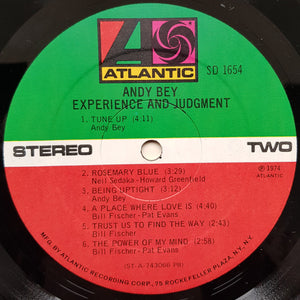 ATLANTIC
SD 1654
ANDY BEY
EXPERIENCE AND JUDGMENT
1. TUNE UP (4:11)
Andy Bey
STEREO
TWO
2. ROSEMARY BLUE (3:29)
Neil Sedaka-Howard Greenfield
3. BEING UPTIGHT (3:12)
Andy Bey
4. A PLACE WHERE LOVE IS (4:40)
Bill Fischer-Pat Evans
5. TRUST US TO FIND THE WAY (2:43)
Bill Fischer-Pat Evans
6. THE POWER OF MY MIND (2:58)
Bill Fischer-Pat Evans
℗ 1974
ATLANTIC
(ST-A-743066 PR)
MFG. BY ATLANTIC RECORDING CORP., 75 ROCKEFELLER PLAZA, N.Y., N.Y.